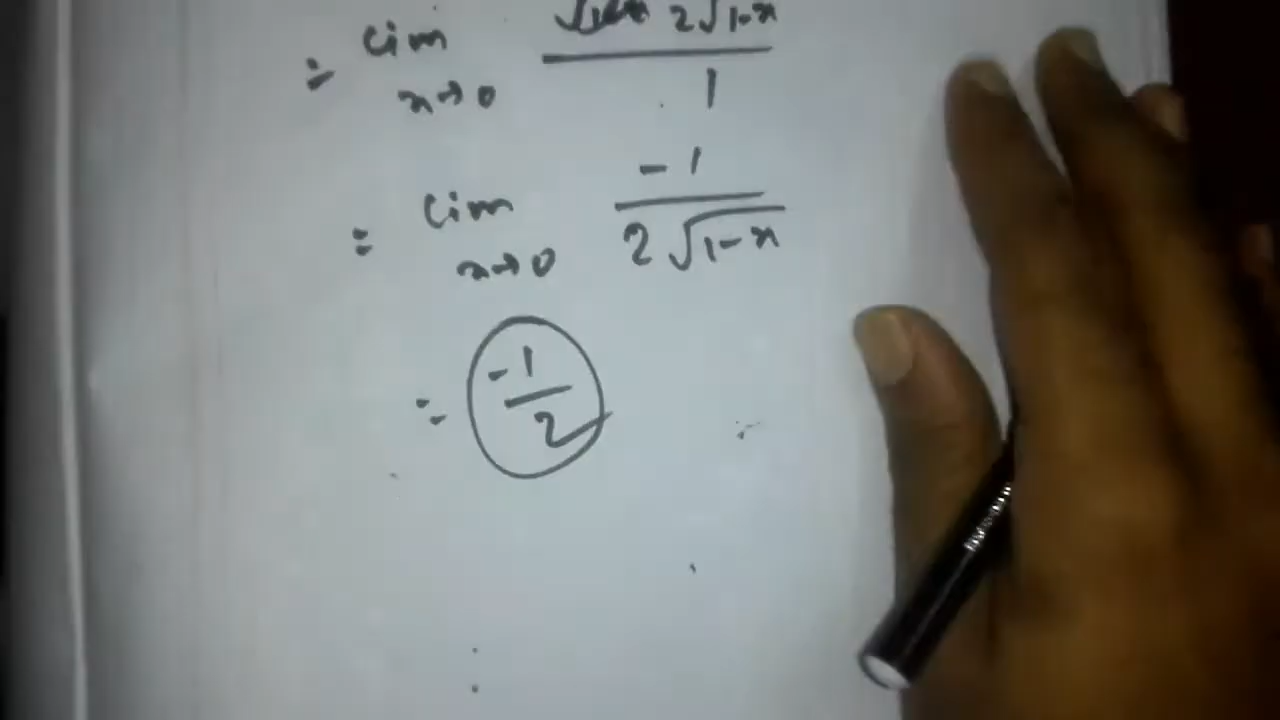 2√1-x
= lim x→0 1
-1
= lim x→0 2√1-x
= -1/2